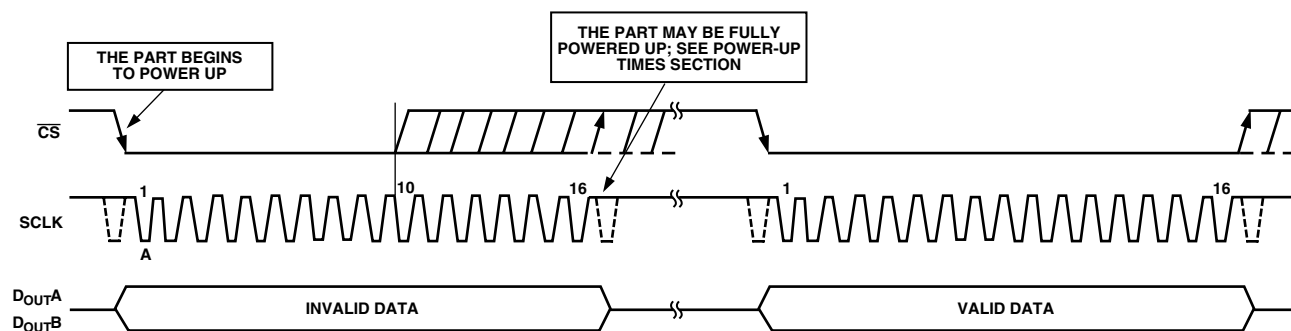 THE PART BEGINS
TO POWER UP
THE PART MAY BE FULLY
POWERED UP; SEE POWER-UP
TIMES SECTION
CS
SCLK
1
10
16
1
16
A
DOUTA
DOUTB
INVALID DATA
VALID DATA